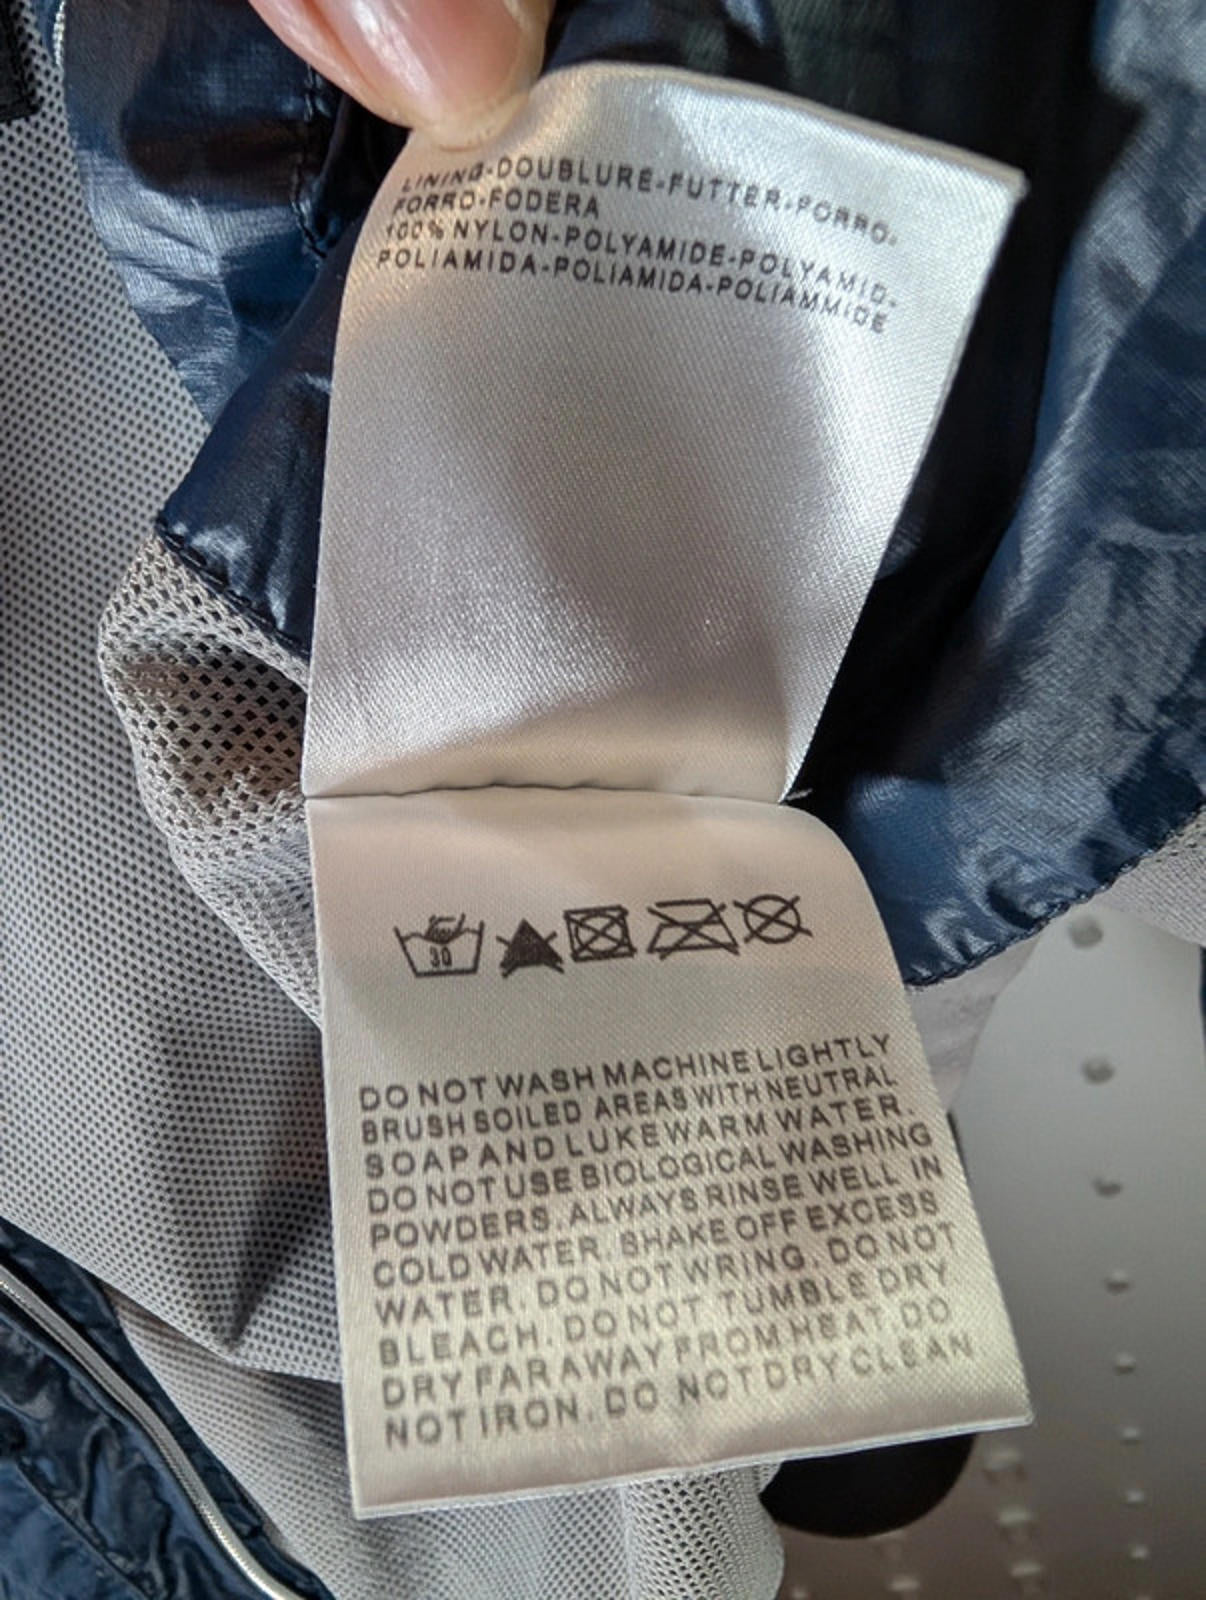 LINING-DOUBLURE-FUTTER-FORRO-
FORRO-FODERA
100% NYLON-POLYAMIDE-POLYAMID-
POLIAMIDA-POLIAMIDA-POLIAMMIDE
30
DO NOT WASH MACHINE LIGHTLY
BRUSH SOILED AREAS WITH NEUTRAL
SOAP AND LUKEWARM WATER.
DO NOT USE BIOLOGICAL WASHING
POWDERS. ALWAYS RINSE WELL IN
COLD WATER. SHAKE OFF EXCESS
WATER. DO NOT WRING. DO NOT
BLEACH. DO NOT TUMBLE DRY
DRY FAR AWAY FROM HEAT. DO
NOT IRON. DO NOT DRY CLEAN